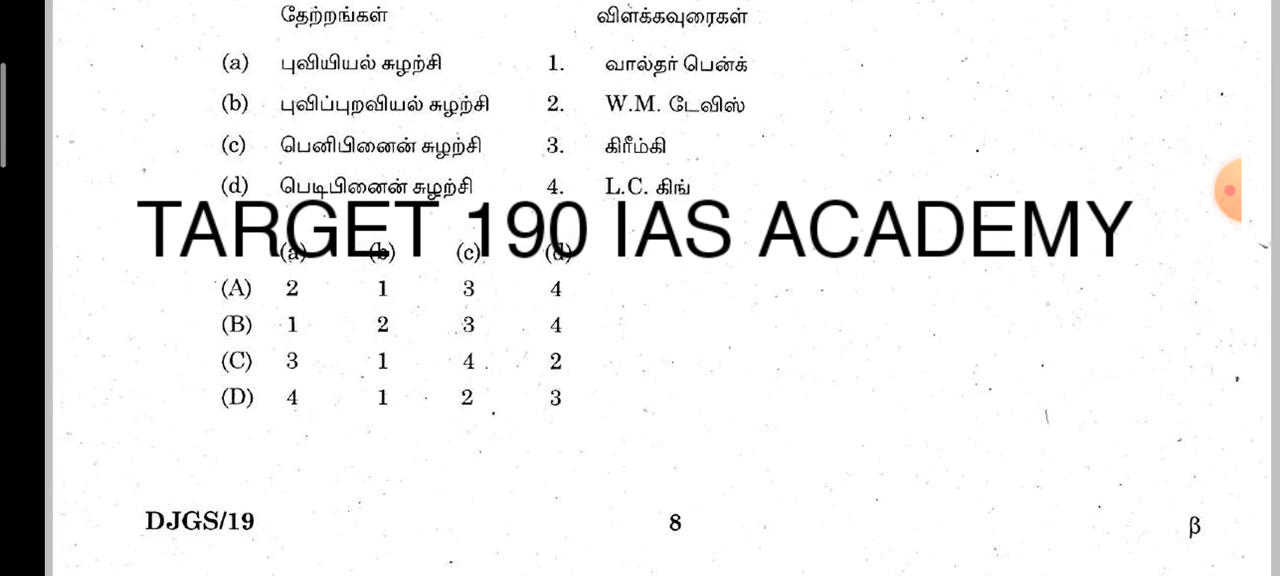 தேற்றங்கள் விளக்கவுரைகள்
(a) புவியியல் சுழற்சி 1. வால்தர் பென்க்
(b) புவிப்புறவியல் சுழற்சி 2. W.M. டேவிஸ்
(c) பெனிபினைன் சுழற்சி 3. கிரீம்கி
(d) பெடிபினைன் சுழற்சி 4. L.C. கிங்
TARGET 190 IAS ACADEMY
(a) (b) (c) (d)
(A) 2 1 3 4
(B) 1 2 3 4
(C) 3 1 4 2
(D) 4 1 2 3
DJGS/19 8 β